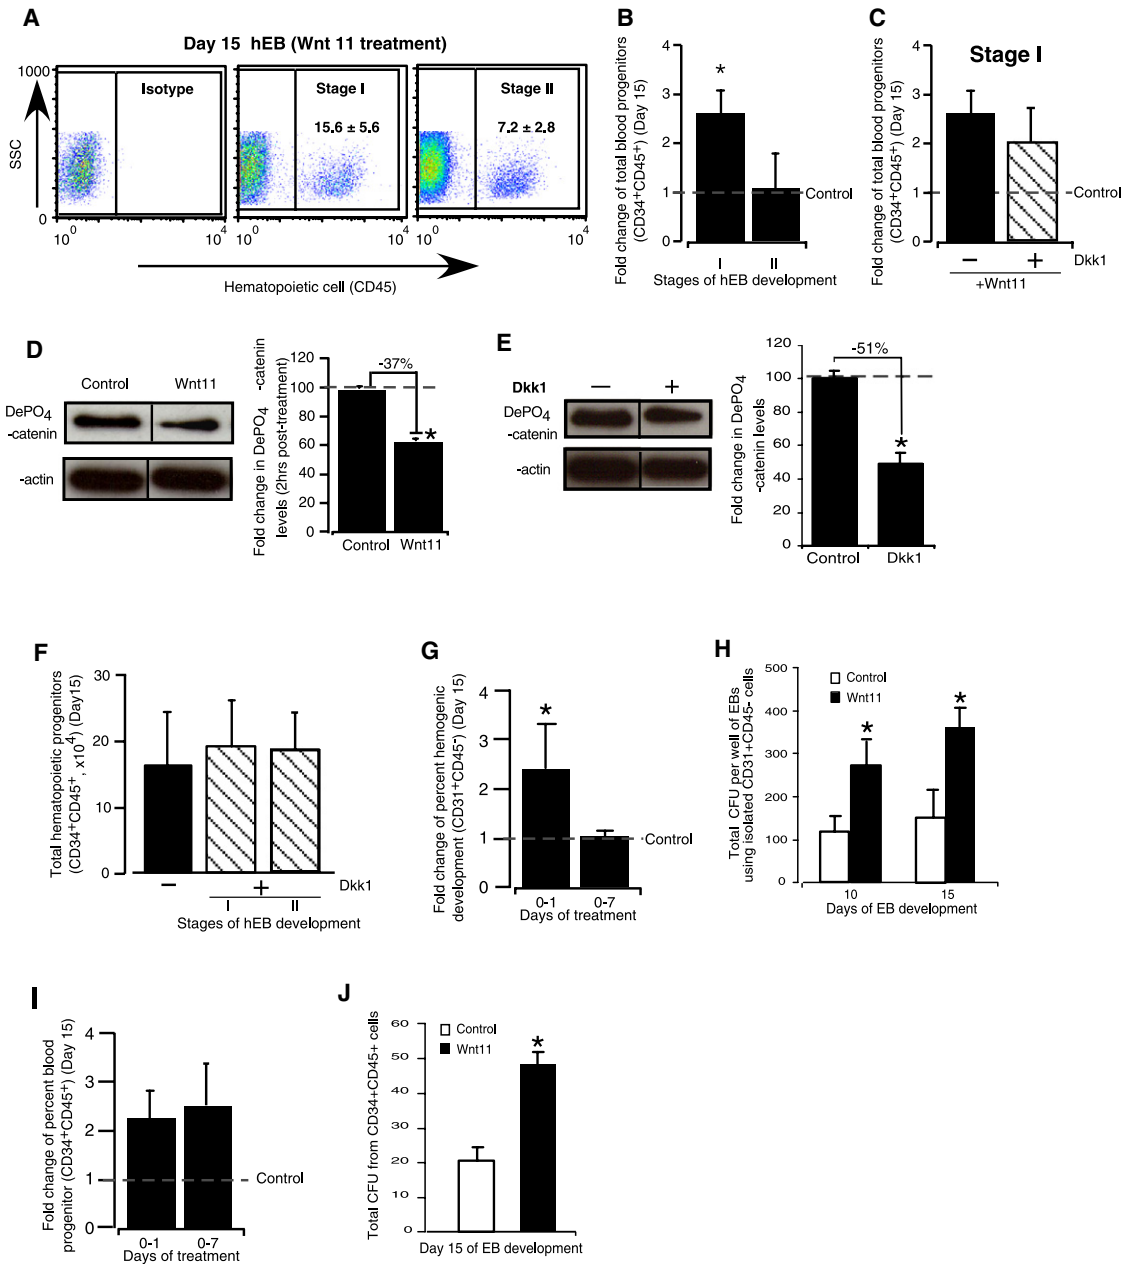 A
Day 15 hEB (Wnt 11 treatment)
1000
SSC
0
Isotype
Stage I
15.6 ± 5.6
Stage II
7.2 ± 2.8
10^0
10^4
10^0
10^4
10^0
10^4
Hematopoietic cell (CD45)
B
Fold change of total blood progenitors
(CD34+CD45+) (Day 15)
4
3
2
1
0
*
Control
I
II
Stages of hEB development
C
Fold change of total blood progenitors
(CD34+CD45+) (Day 15)
4
3
2
1
0
Stage I
Control
−
+
Dkk1
+Wnt11
D
Control
Wnt11
DePO4
-catenin
-actin
Fold change in DePO4 -catenin
levels (2hrs post-treatment)
120
100
80
60
40
20
0
-37%
*
Control
Wnt11
E
Dkk1
−
+
DePO4
-catenin
-actin
Fold change in DePO4
-catenin levels
120
100
80
60
40
20
0
-51%
*
Control
Dkk1
F
Total hematopoietic progenitors
(CD34+CD45+, x10^4) (Day15)
30
20
10
0
−
+
Dkk1
I
II
Stages of hEB development
G
Fold change of percent hemogenic
development (CD31+CD45-) (Day 15)
4
3
2
1
0
*
Control
0-1
0-7
Days of treatment
H
Total CFU per well of EBs
using isolated CD31+CD45- cells
500
400
300
200
100
0
Control
Wnt11
*
*
10
15
Days of EB development
I
Fold change of percent blood
progenitor (CD34+CD45+) (Day 15)
4
3
2
1
0
Control
0-1
0-7
Days of treatment
J
Total CFU from CD34+CD45+ cells
60
50
40
30
20
10
0
Control
Wnt11
*
Day 15 of EB development